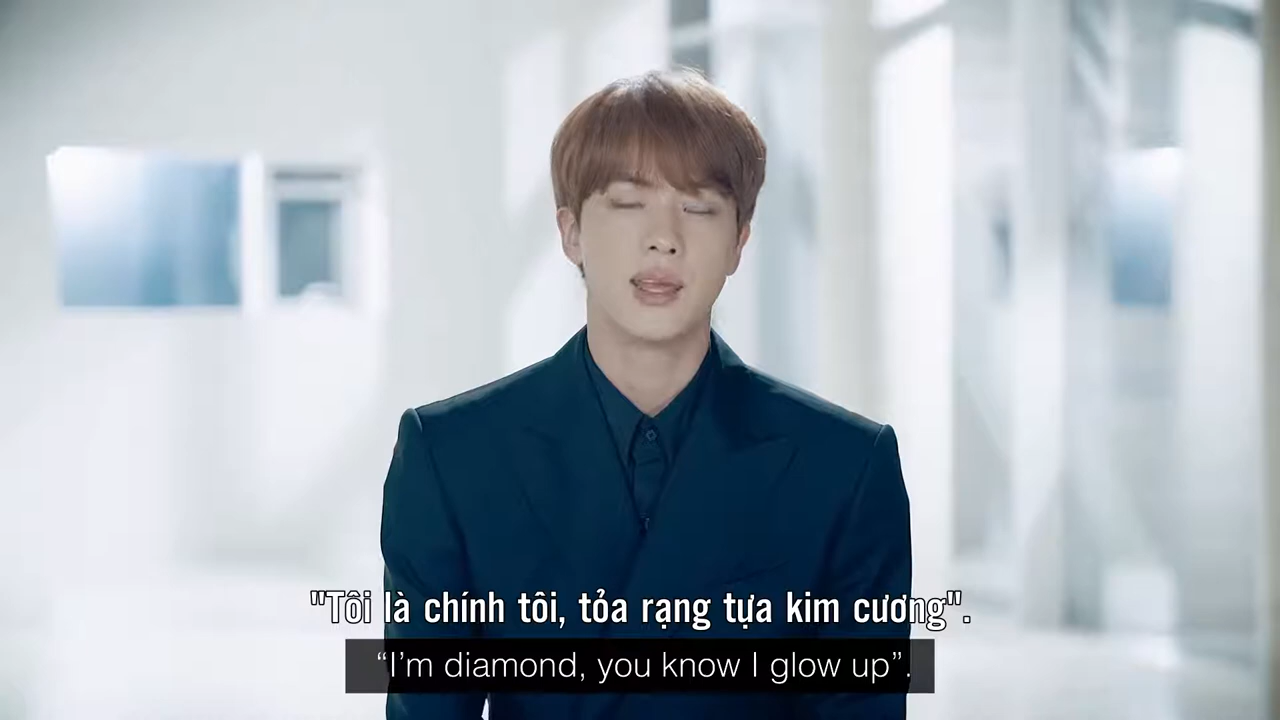 "Tôi là chính tôi, tỏa rạng tựa kim cương".
“I’m diamond, you know I glow up”.